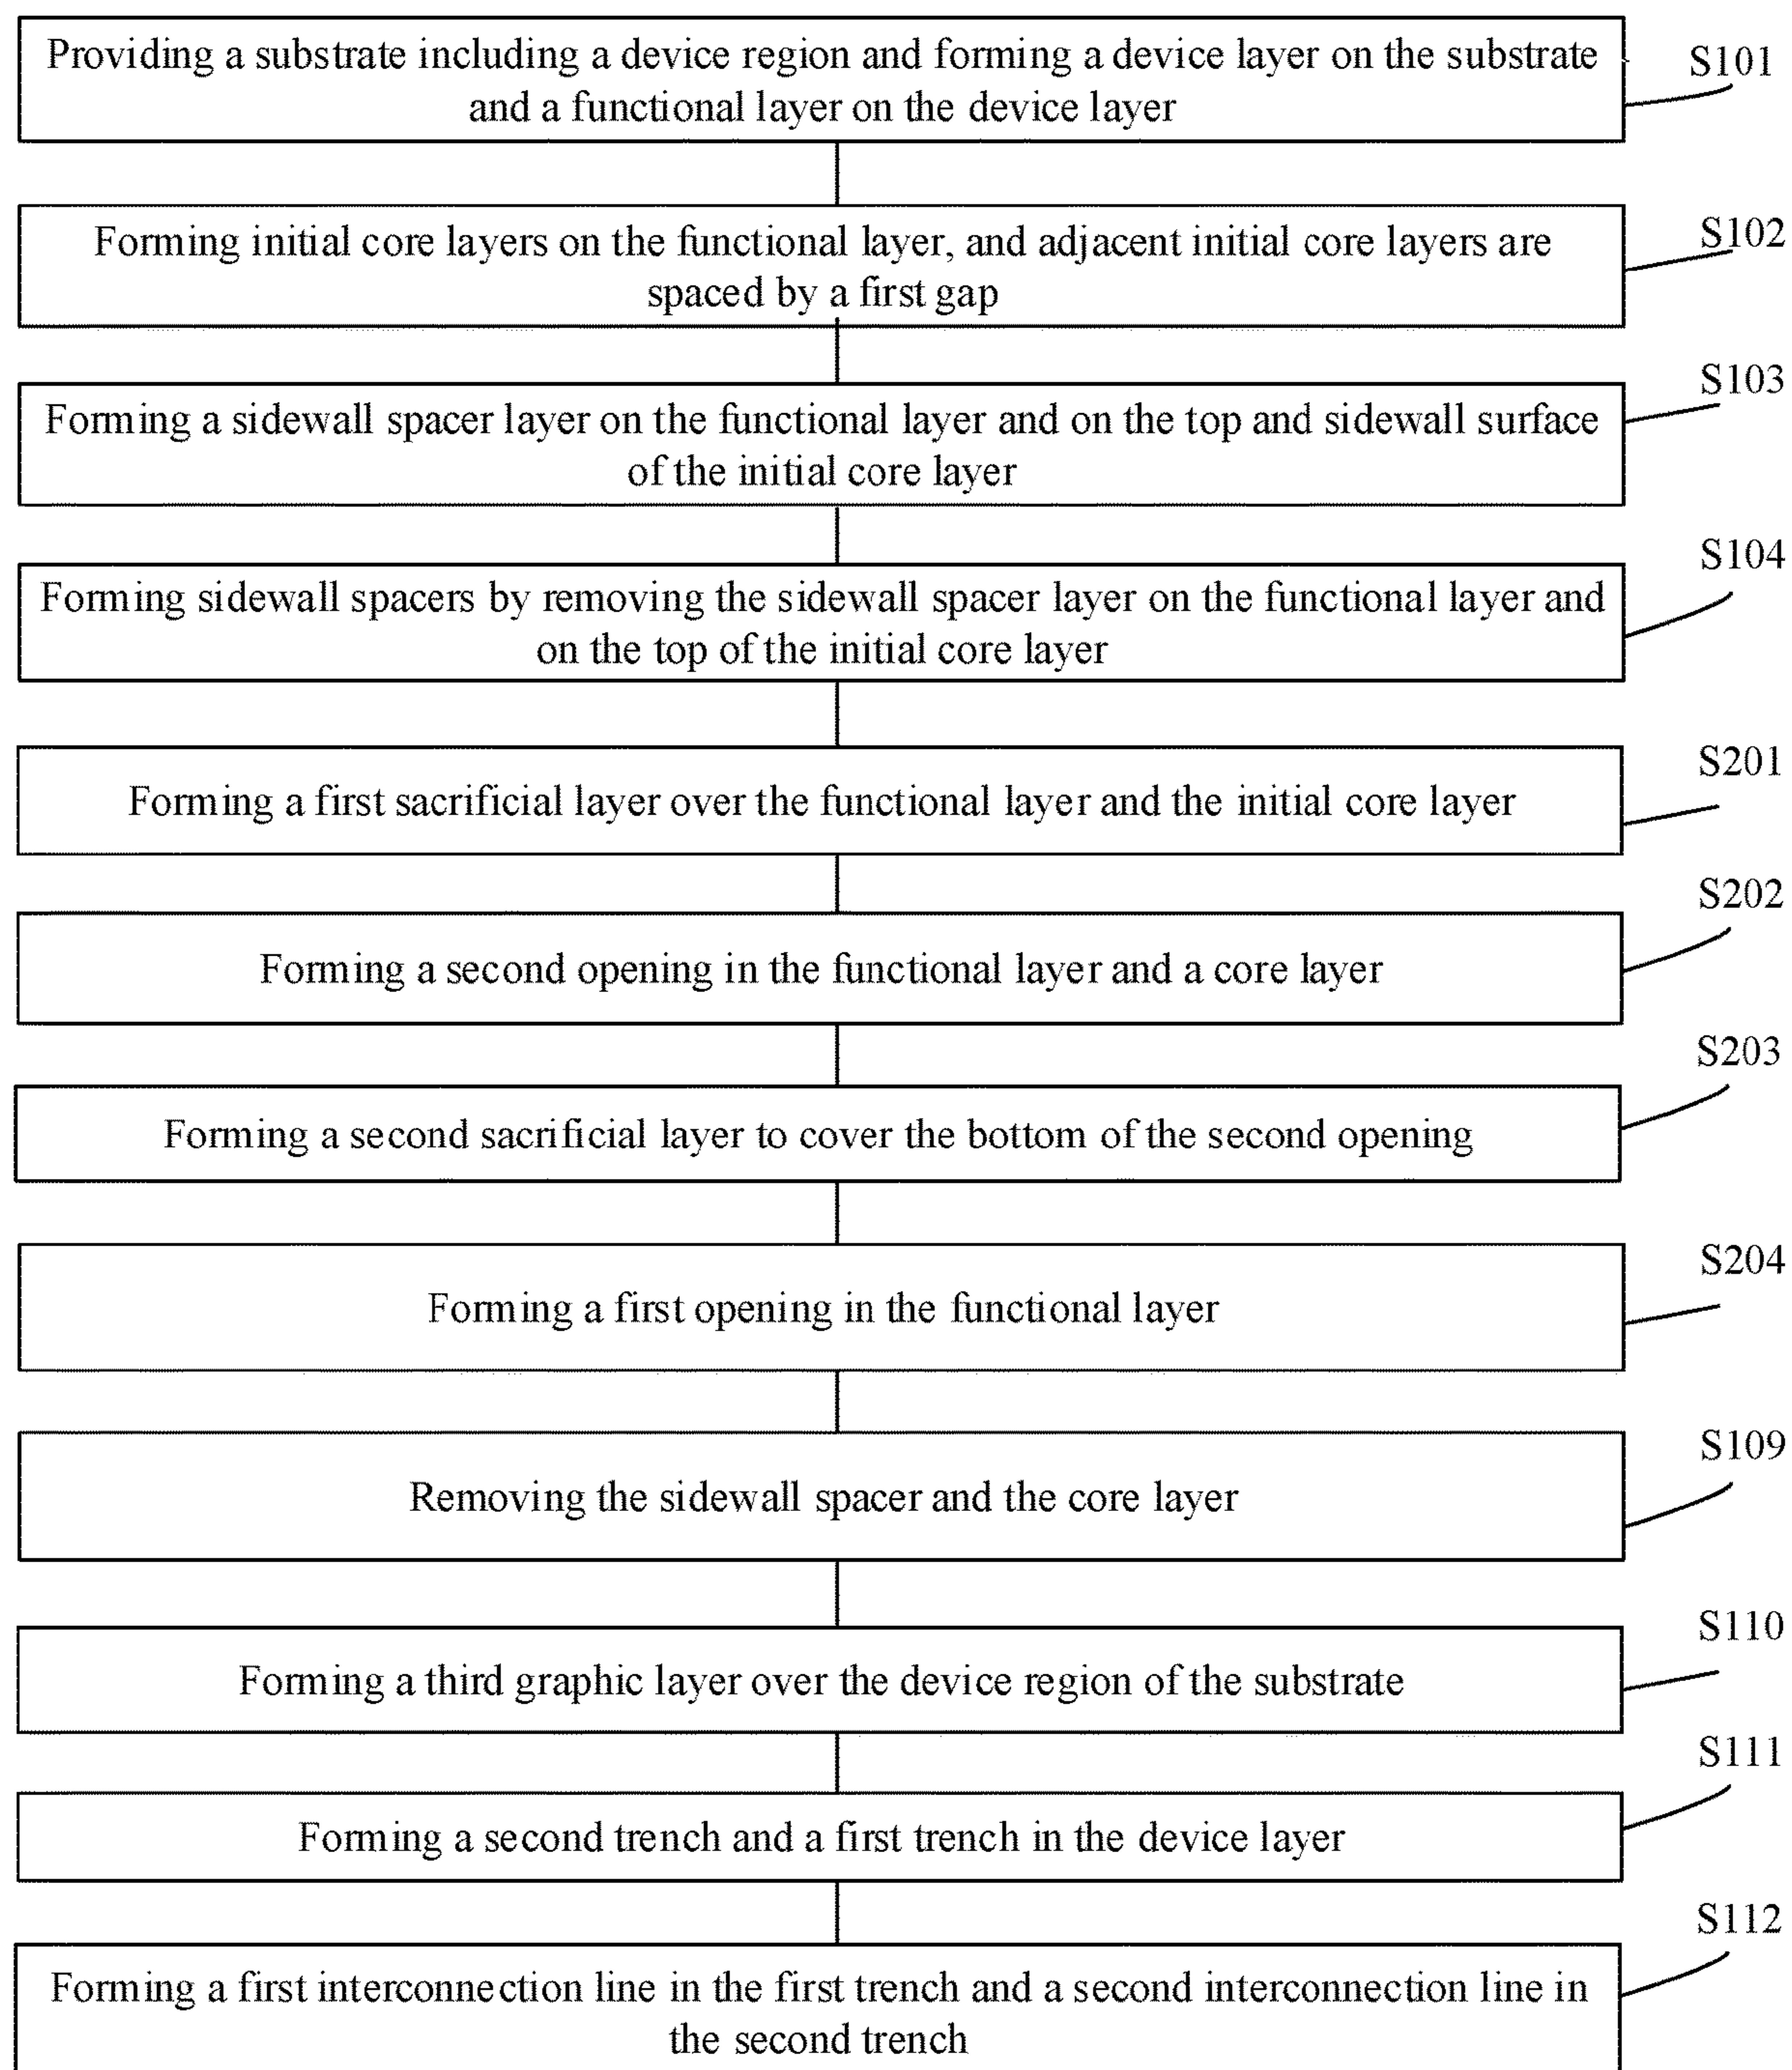 Providing a substrate including a device region and forming a device layer on the substrate
and a functional layer on the device layer
S101
Forming initial core layers on the functional layer, and adjacent initial core layers are
spaced by a first gap
S102
Forming a sidewall spacer layer on the functional layer and on the top and sidewall surface
of the initial core layer
S103
Forming sidewall spacers by removing the sidewall spacer layer on the functional layer and
on the top of the initial core layer
S104
Forming a first sacrificial layer over the functional layer and the initial core layer
S201
Forming a second opening in the functional layer and a core layer
S202
Forming a second sacrificial layer to cover the bottom of the second opening
S203
Forming a first opening in the functional layer
S204
Removing the sidewall spacer and the core layer
S109
Forming a third graphic layer over the device region of the substrate
S110
Forming a second trench and a first trench in the device layer
S111
Forming a first interconnection line in the first trench and a second interconnection line in
the second trench
S112